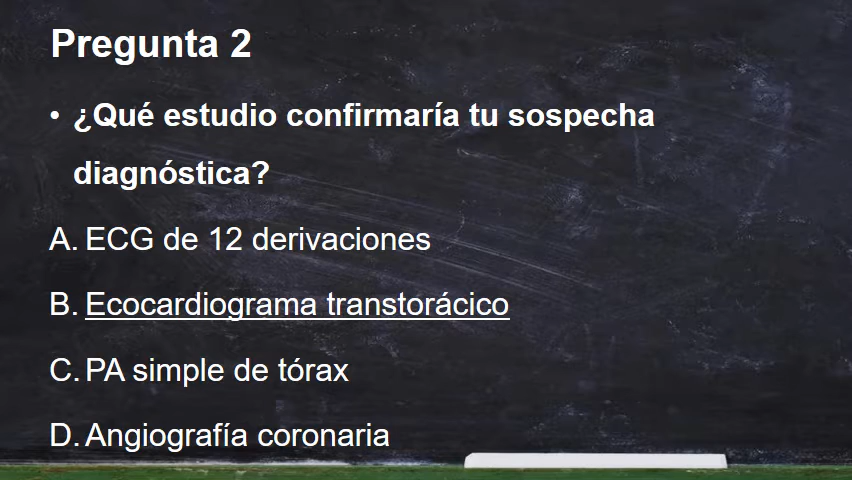 Pregunta 2
• ¿Qué estudio confirmaría tu sospecha
diagnóstica?
A. ECG de 12 derivaciones
B. Ecocardiograma transtorácico
C. PA simple de tórax
D. Angiografía coronaria